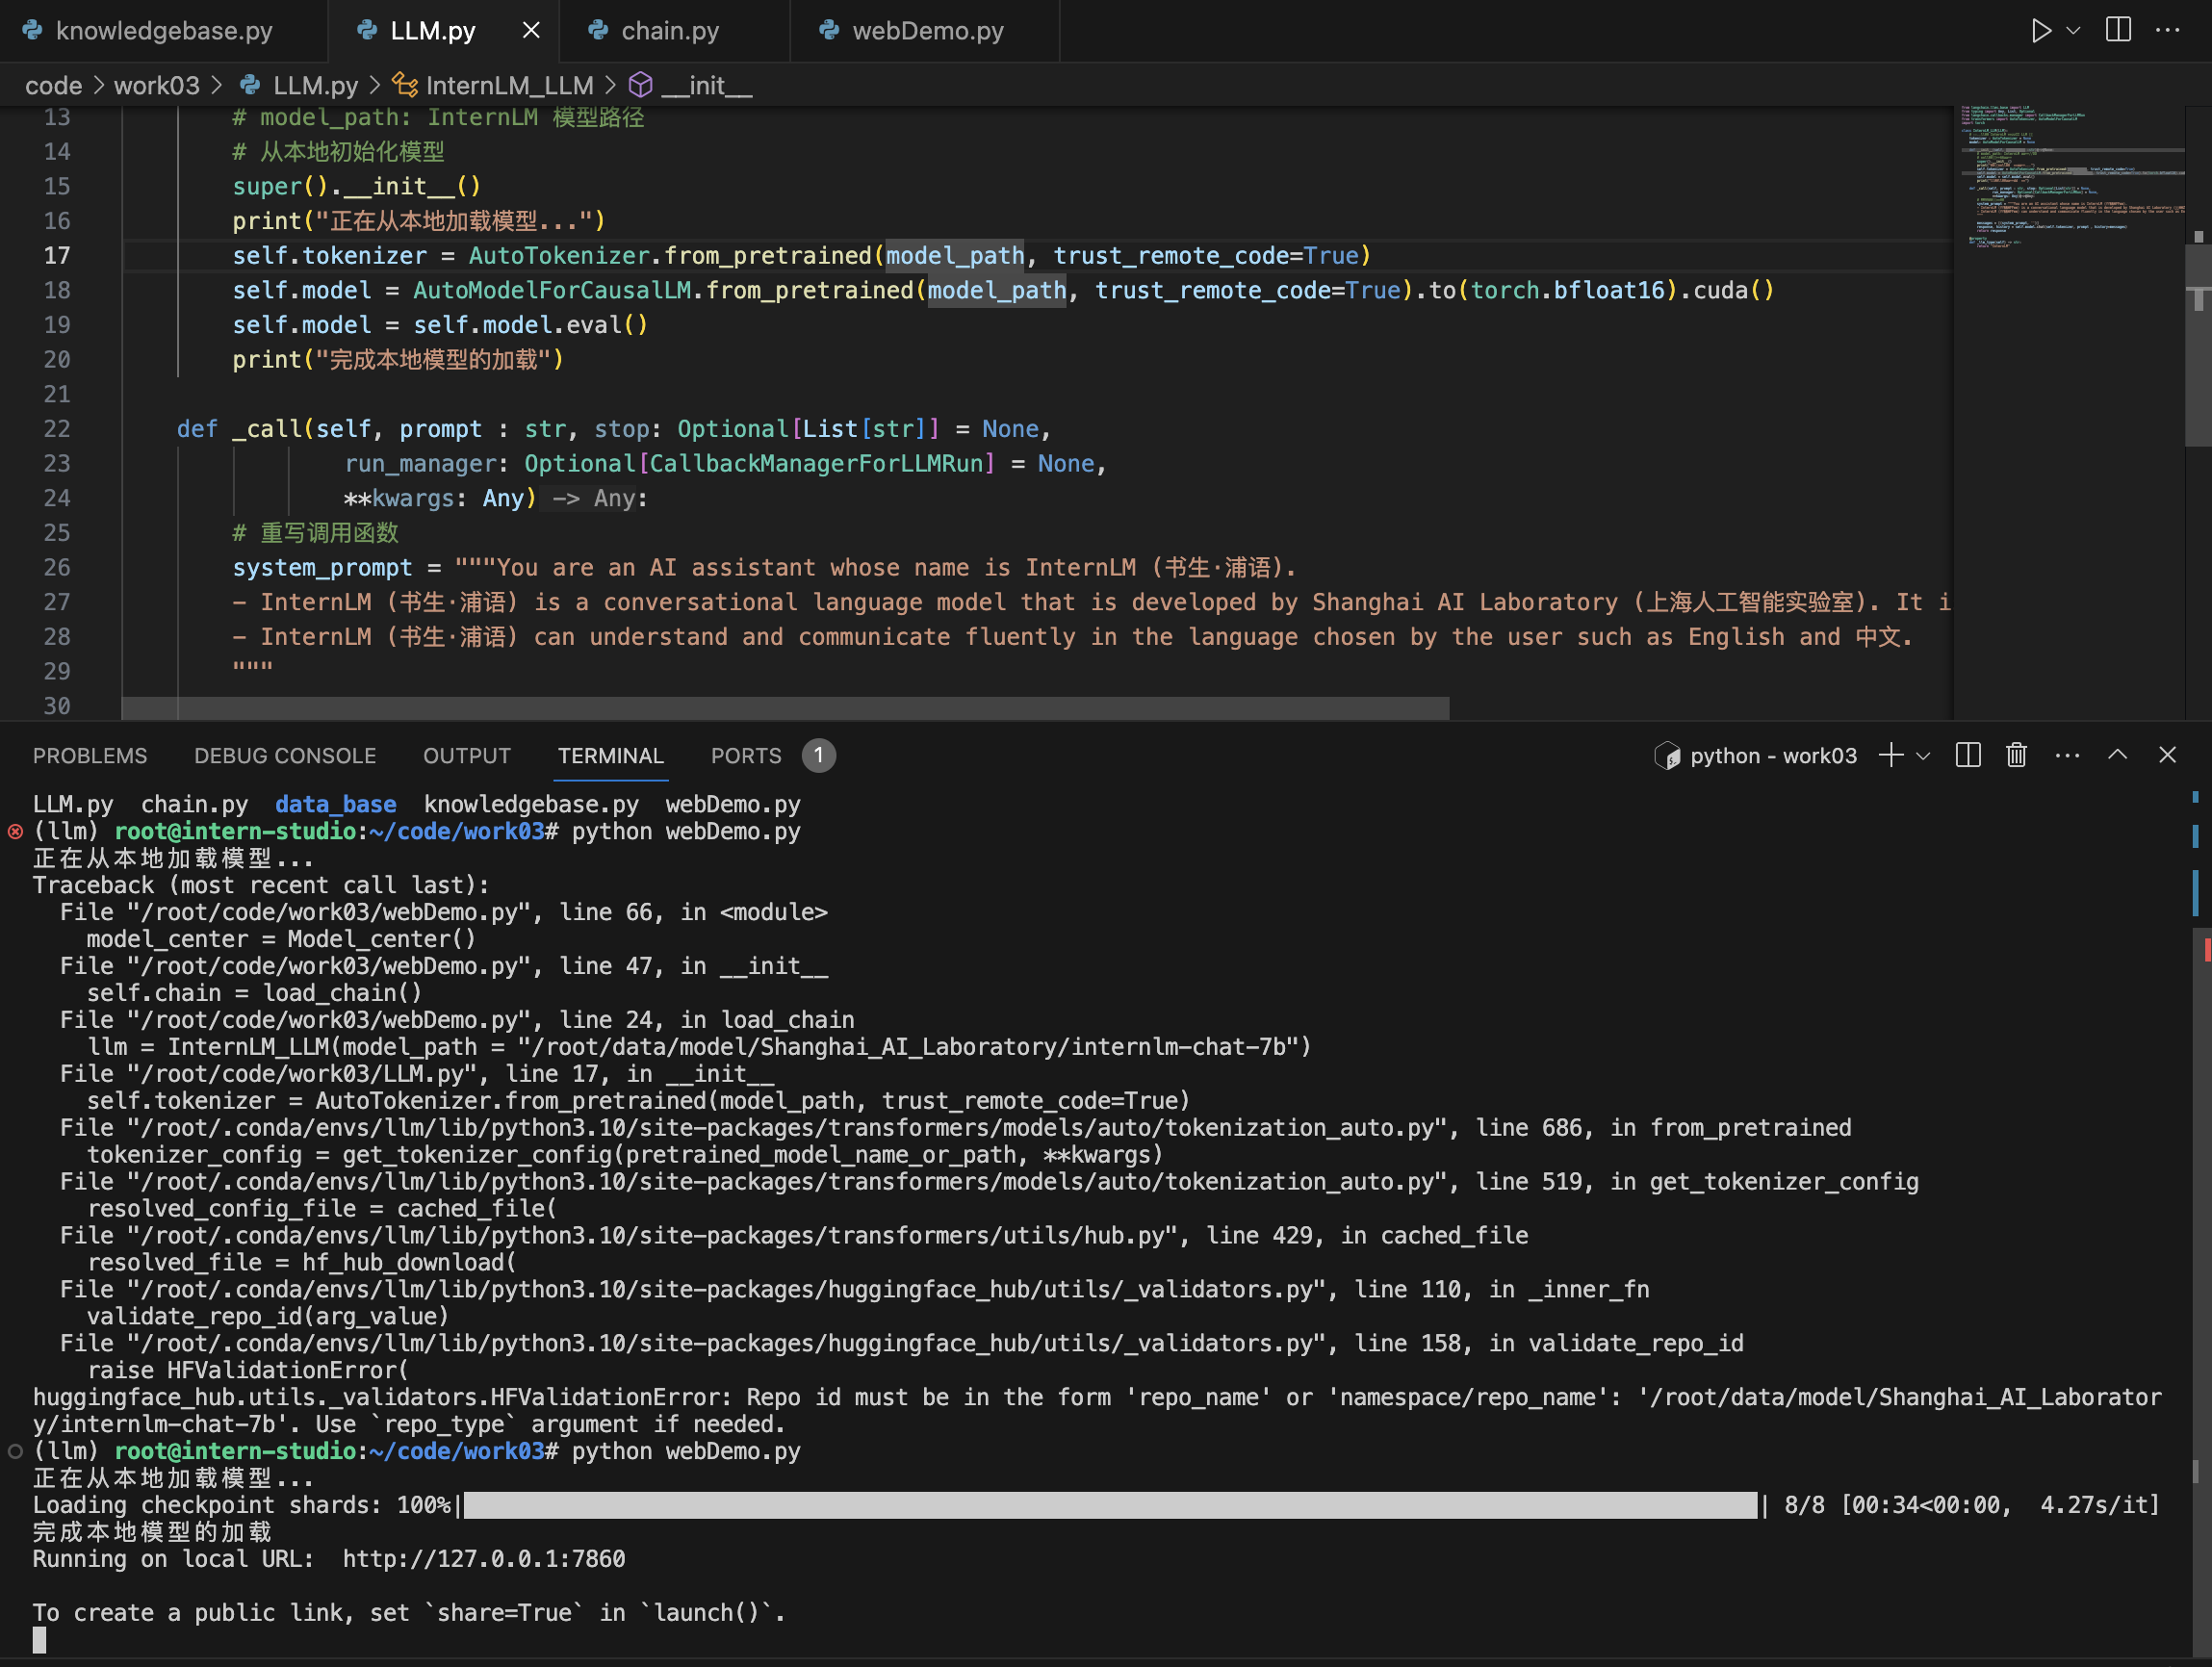 knowledgebase.py LLM.py chain.py webDemo.py
code > work03 > LLM.py > InternLM_LLM > __init__
13 # model_path: InternLM 模型路径
14 # 从本地初始化模型
15 super().__init__()
16 print("正在从本地加载模型...")
17 self.tokenizer = AutoTokenizer.from_pretrained(model_path, trust_remote_code=True)
18 self.model = AutoModelForCausalLM.from_pretrained(model_path, trust_remote_code=True).to(torch.bfloat16).cuda()
19 self.model = self.model.eval()
20 print("完成本地模型的加载")
21
22 def _call(self, prompt : str, stop: Optional[List[str]] = None,
23 run_manager: Optional[CallbackManagerForLLMRun] = None,
24 **kwargs: Any) -> Any:
25 # 重写调用函数
26 system_prompt = """You are an AI assistant whose name is InternLM (书生·浦语).
27 - InternLM (书生·浦语) is a conversational language model that is developed by Shanghai AI Laboratory (上海人工智能实验室). It i
28 - InternLM (书生·浦语) can understand and communicate fluently in the language chosen by the user such as English and 中文.
29 """
30
PROBLEMS DEBUG CONSOLE OUTPUT TERMINAL PORTS 1 python - work03
LLM.py chain.py data_base knowledgebase.py webDemo.py
(llm) root@intern-studio:~/code/work03# python webDemo.py
正在从本地加载模型...
Traceback (most recent call last):
File "/root/code/work03/webDemo.py", line 66, in <module>
model_center = Model_center()
File "/root/code/work03/webDemo.py", line 47, in __init__
self.chain = load_chain()
File "/root/code/work03/webDemo.py", line 24, in load_chain
llm = InternLM_LLM(model_path = "/root/data/model/Shanghai_AI_Laboratory/internlm-chat-7b")
File "/root/code/work03/LLM.py", line 17, in __init__
self.tokenizer = AutoTokenizer.from_pretrained(model_path, trust_remote_code=True)
File "/root/.conda/envs/llm/lib/python3.10/site-packages/transformers/models/auto/tokenization_auto.py", line 686, in from_pretrained
tokenizer_config = get_tokenizer_config(pretrained_model_name_or_path, **kwargs)
File "/root/.conda/envs/llm/lib/python3.10/site-packages/transformers/models/auto/tokenization_auto.py", line 519, in get_tokenizer_config
resolved_config_file = cached_file(
File "/root/.conda/envs/llm/lib/python3.10/site-packages/transformers/utils/hub.py", line 429, in cached_file
resolved_file = hf_hub_download(
File "/root/.conda/envs/llm/lib/python3.10/site-packages/huggingface_hub/utils/_validators.py", line 110, in _inner_fn
validate_repo_id(arg_value)
File "/root/.conda/envs/llm/lib/python3.10/site-packages/huggingface_hub/utils/_validators.py", line 158, in validate_repo_id
raise HFValidationError(
huggingface_hub.utils._validators.HFValidationError: Repo id must be in the form 'repo_name' or 'namespace/repo_name': '/root/data/model/Shanghai_AI_Laborator
y/internlm-chat-7b'. Use `repo_type` argument if needed.
(llm) root@intern-studio:~/code/work03# python webDemo.py
正在从本地加载模型...
Loading checkpoint shards: 100%| | 8/8 [00:34<00:00, 4.27s/it]
完成本地模型的加载
Running on local URL: http://127.0.0.1:7860
To create a public link, set `share=True` in `launch()`.